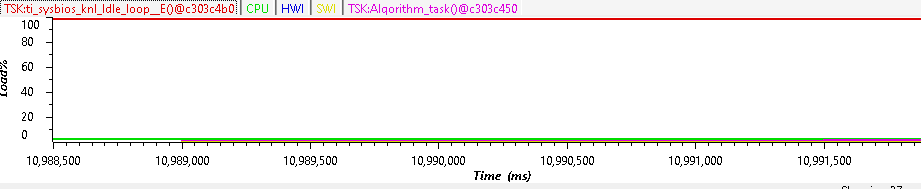 TSK:ti_sysbios_knl_Idle_loop__E()@c303c4b0 CPU HWI SWI TSK:Algorithm_task()@c303c450
100
80
60
40
20
0
Load%
10,988,500 10,989,000 10,989,500 10,990,000 10,990,500 10,991,000 10,991,500
Time (ms)